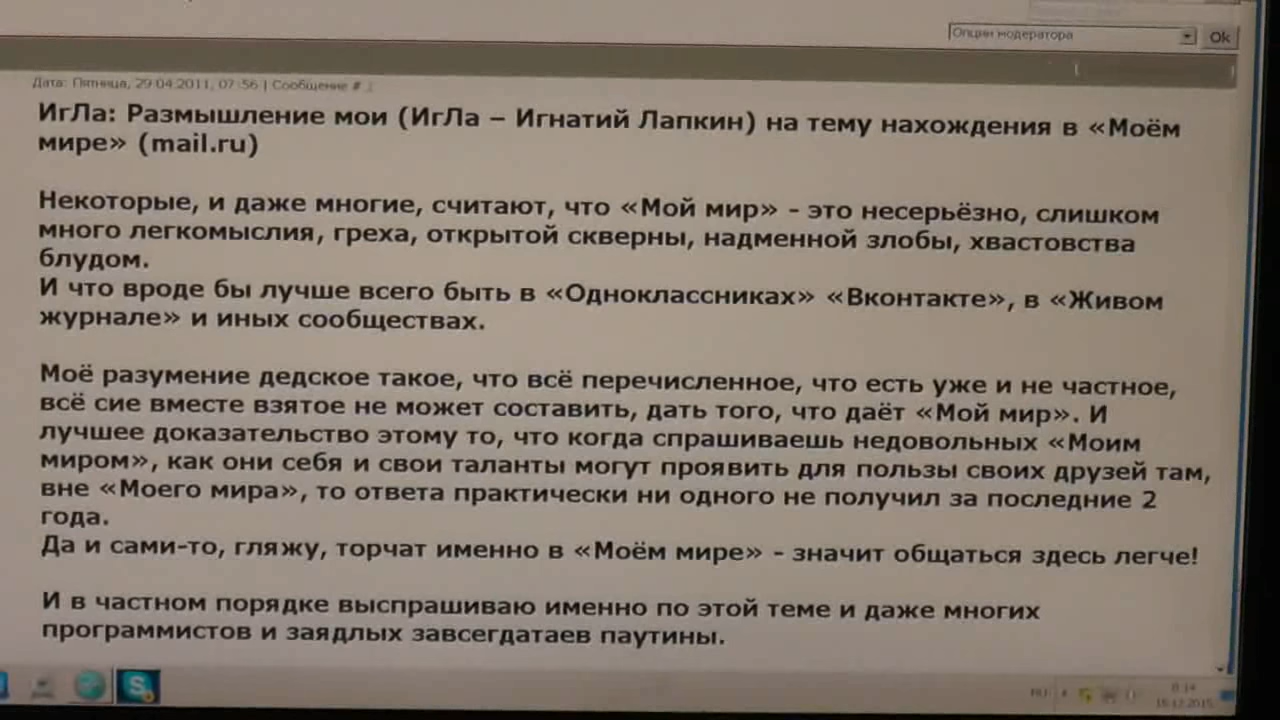 Опции модератора Ok
Дата: Пятница, 29.04.2011, 07:56 | Сообщение #
ИгЛа: Размышление мои (ИгЛа – Игнатий Лапкин) на тему нахождения в «Моём
мире» (mail.ru)
Некоторые, и даже многие, считают, что «Мой мир» - это несерьёзно, слишком
много легкомыслия, греха, открытой скверны, надменной злобы, хвастовства
блудом.
И что вроде бы лучше всего быть в «Одноклассниках» «Вконтакте», в «Живом
журнале» и иных сообществах.
Моё разумение дедское такое, что всё перечисленное, что есть уже и не частное,
всё сие вместе взятое не может составить, дать того, что даёт «Мой мир». И
лучшее доказательство этому то, что когда спрашиваешь недовольных «Моим
миром», как они себя и свои таланты могут проявить для пользы своих друзей там,
вне «Моего мира», то ответа практически ни одного не получил за последние 2
года.
Да и сами-то, гляжу, торчат именно в «Моём мире» - значит общаться здесь легче!
И в частном порядке выспрашиваю именно по этой теме и даже многих
программистов и заядлых завсегдатаев паутины.
S